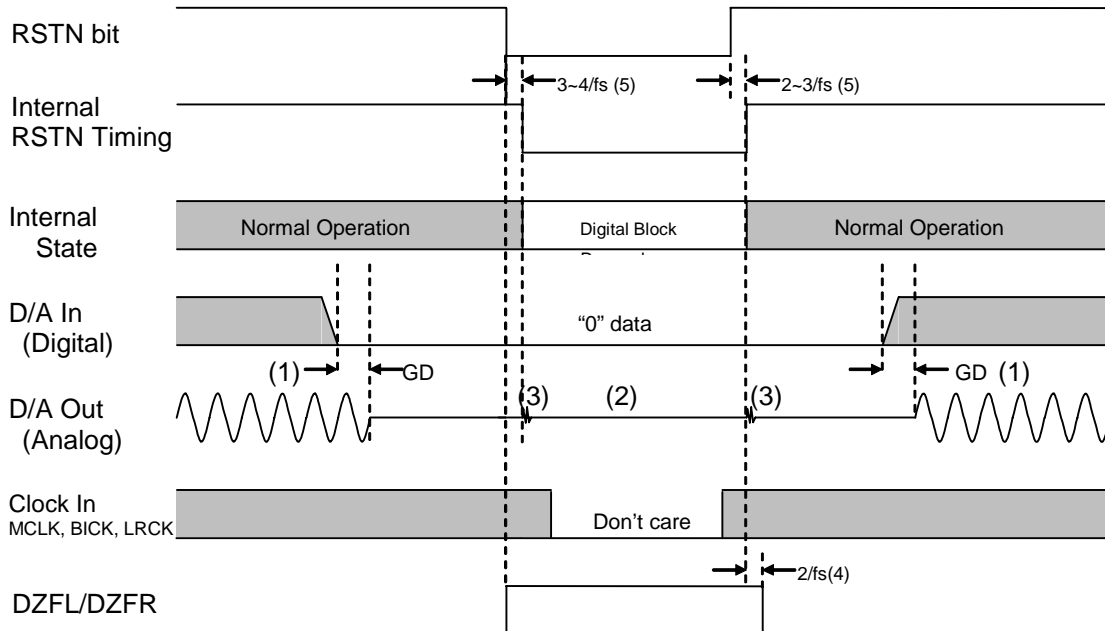 RSTN bit
3~4/fs (5)
2~3/fs (5)
Internal
RSTN Timing
Internal
State
Normal Operation
Digital Block
Normal Operation
D/A In
(Digital)
“0” data
(1)
GD
GD (1)
D/A Out
(Analog)
(3)
(2)
(3)
Clock In
MCLK, BICK, LRCK
Don’t care
2/fs(4)
DZFL/DZFR